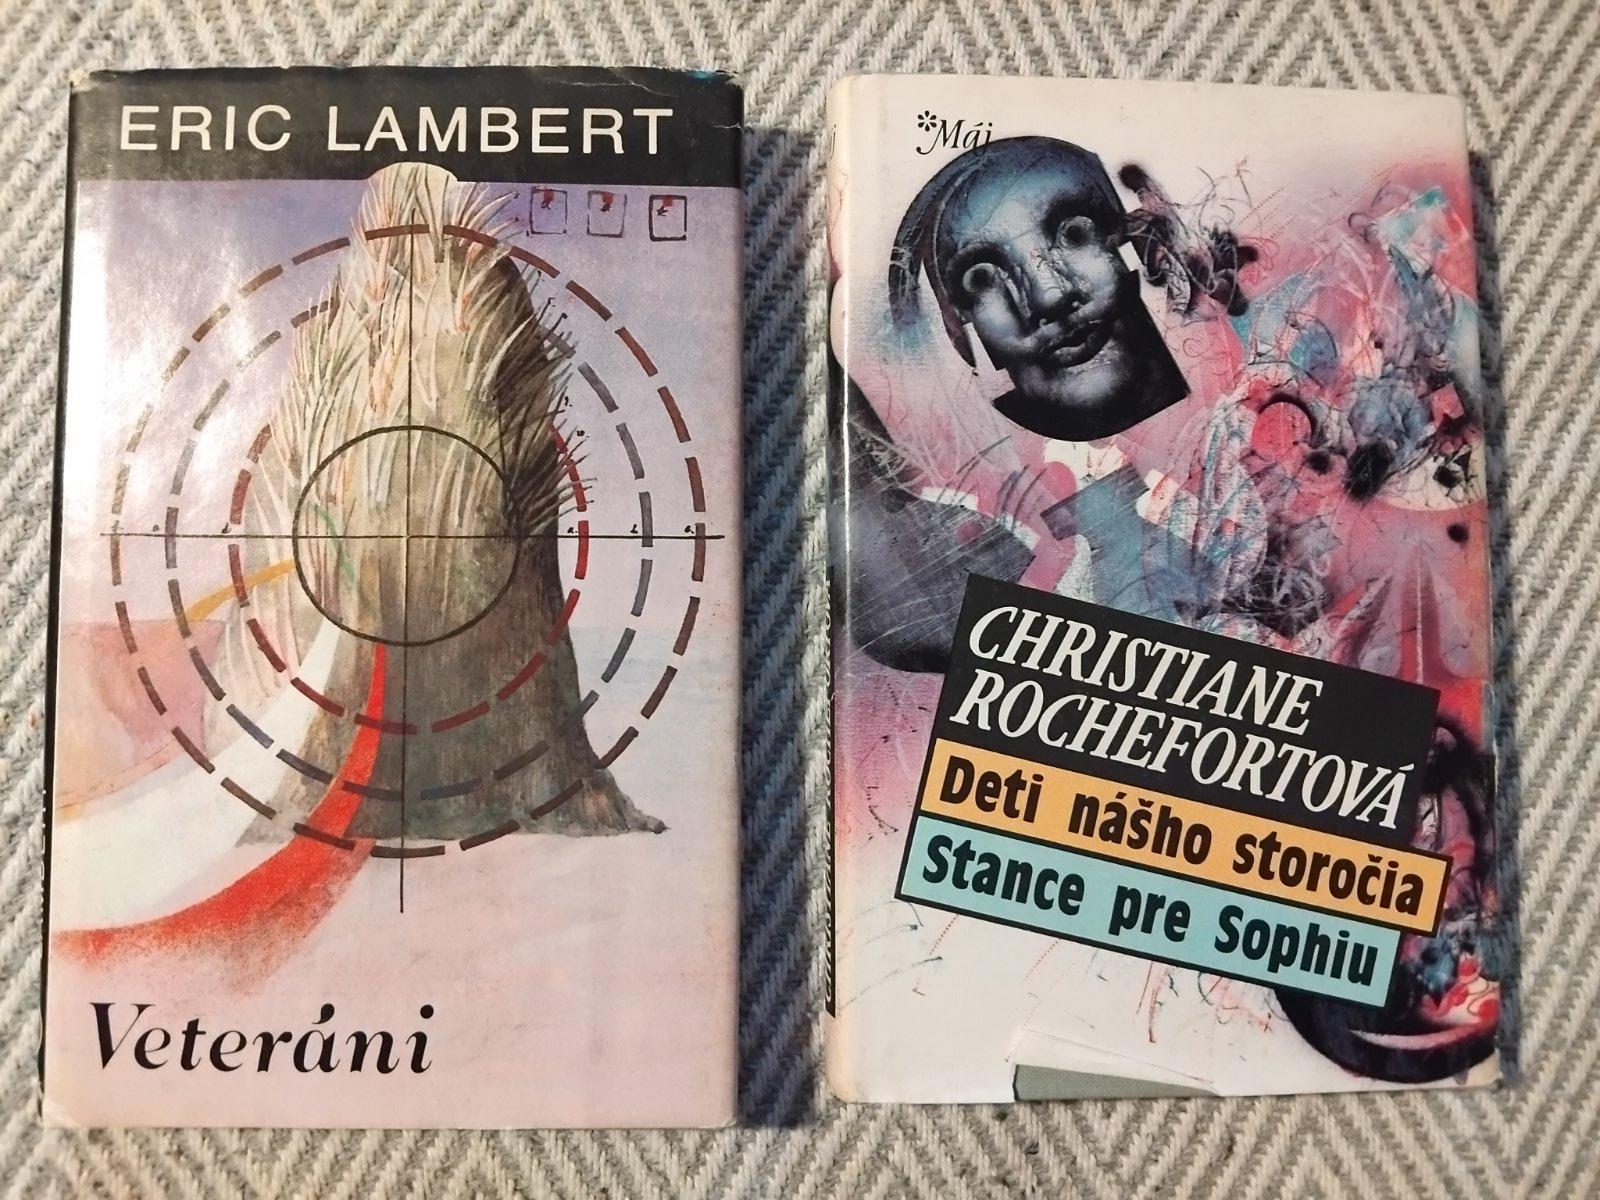 ERIC LAMBERT
Veteráni
*Máj
CHRISTIANE
ROCHEFORTOVÁ
Deti nášho storočia
Stance pre Sophiu